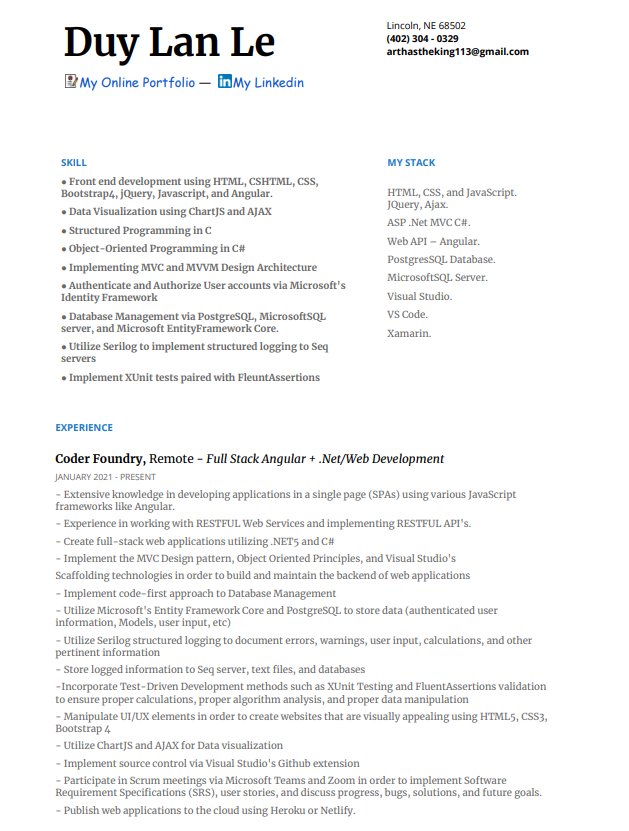 Duy Lan Le
Lincoln, NE 68502
(402) 304 - 0329
arthastheking113@gmail.com
My Online Portfolio — My Linkedin
SKILL
● Front end development using HTML, CSHTML, CSS,
Bootstrap4, jQuery, Javascript, and Angular.
● Data Visualization using ChartJS and AJAX
● Structured Programming in C
● Object-Oriented Programming in C#
● Implementing MVC and MVVM Design Architecture
● Authenticate and Authorize User accounts via Microsoft's
Identity Framework
● Database Management via PostgreSQL, MicrosoftSQL
server, and Microsoft EntityFramework Core.
● Utilize Serilog to implement structured logging to Seq
servers
● Implement XUnit tests paired with FleuntAssertions
MY STACK
HTML, CSS, and JavaScript.
JQuery, Ajax.
ASP .Net MVC C#.
Web API – Angular.
PostgresSQL Database.
MicrosoftSQL Server.
Visual Studio.
VS Code.
Xamarin.
EXPERIENCE
Coder Foundry, Remote - Full Stack Angular + .Net/Web Development
JANUARY 2021 - PRESENT
- Extensive knowledge in developing applications in a single page (SPAs) using various JavaScript
frameworks like Angular.
- Experience in working with RESTFUL Web Services and implementing RESTFUL API's.
- Create full-stack web applications utilizing .NET5 and C#
- Implement the MVC Design pattern, Object Oriented Principles, and Visual Studio's
Scaffolding technologies in order to build and maintain the backend of web applications
- Implement code-first approach to Database Management
- Utilize Microsoft's Entity Framework Core and PostgreSQL to store data (authenticated user
information, Models, user input, etc)
- Utilize Serilog structured logging to document errors, warnings, user input, calculations, and other
pertinent information
- Store logged information to Seq server, text files, and databases
-Incorporate Test-Driven Development methods such as XUnit Testing and FluentAssertions validation
to ensure proper calculations, proper algorithm analysis, and proper data manipulation
- Manipulate UI/UX elements in order to create websites that are visually appealing using HTML5, CSS3,
Bootstrap 4
- Utilize ChartJS and AJAX for Data visualization
- Implement source control via Visual Studio's Github extension
- Participate in Scrum meetings via Microsoft Teams and Zoom in order to implement Software
Requirement Specifications (SRS), user stories, and discuss progress, bugs, solutions, and future goals.
- Publish web applications to the cloud using Heroku or Netlify.